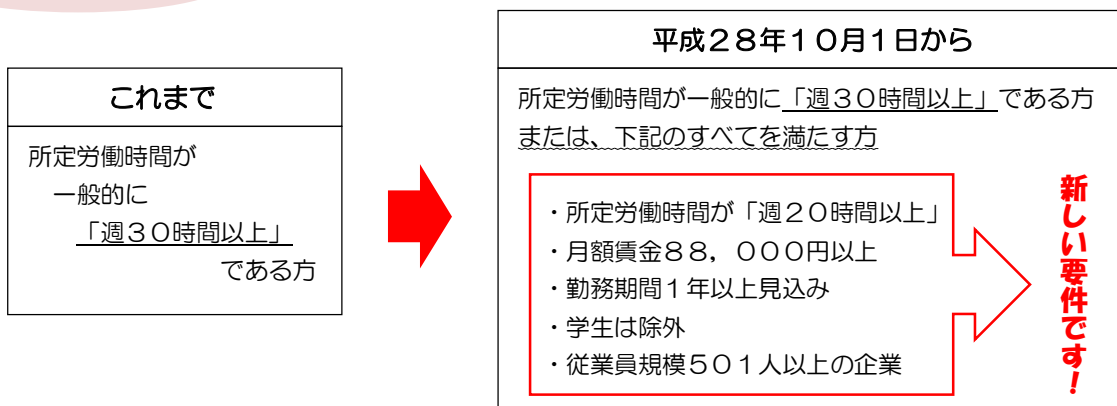 これまで
所定労働時間が
一般的に
「週３０時間以上」
である方
平成２８年１０月１日から
所定労働時間が一般的に「週３０時間以上」である方
または、下記のすべてを満たす方
・所定労働時間が「週２０時間以上」
・月額賃金８８，０００円以上
・勤務期間１年以上見込み
・学生は除外
・従業員規模５０１人以上の企業
新しい要件です！